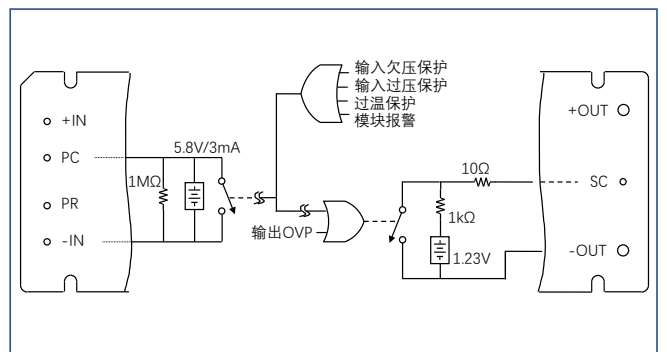 输入欠压保护
输入过压保护
过温保护
模块报警
+IN
PC
PR
-IN
5.8V/3mA
1MΩ
输出OVP
10Ω
1kΩ
1.23V
+OUT
SC
-OUT